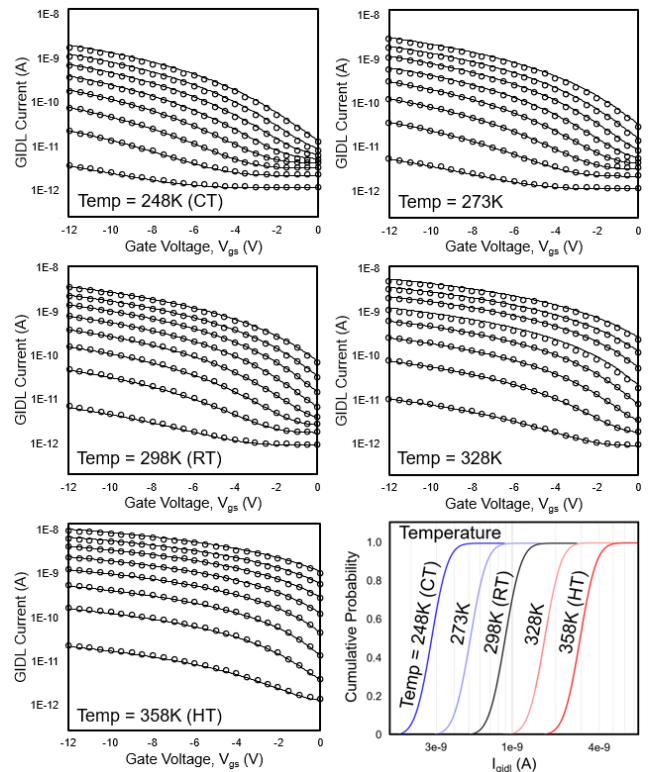 1E-8
1E-9
1E-10
1E-11
1E-12
GIDL Current (A)
Temp = 248K (CT)
-12 -10 -8 -6 -4 -2 0
Gate Voltage, Vgs (V)
1E-8
1E-9
1E-10
1E-11
1E-12
GIDL Current (A)
Temp = 273K
-12 -10 -8 -6 -4 -2 0
Gate Voltage, Vgs (V)
1E-8
1E-9
1E-10
1E-11
1E-12
GIDL Current (A)
Temp = 298K (RT)
-12 -10 -8 -6 -4 -2 0
Gate Voltage, Vgs (V)
1E-8
1E-9
1E-10
1E-11
1E-12
GIDL Current (A)
Temp = 328K
-12 -10 -8 -6 -4 -2 0
Gate Voltage, Vgs (V)
1E-8
1E-9
1E-10
1E-11
1E-12
GIDL Current (A)
Temp = 358K (HT)
-12 -10 -8 -6 -4 -2 0
Gate Voltage, Vgs (V)
Temperature
1.0
0.8
0.6
0.4
0.2
0
Cumulative Probability
Temp = 248K (CT)
273K
298K (RT)
328K
358K (HT)
3e-9 1e-9 4e-9
Igidl (A)